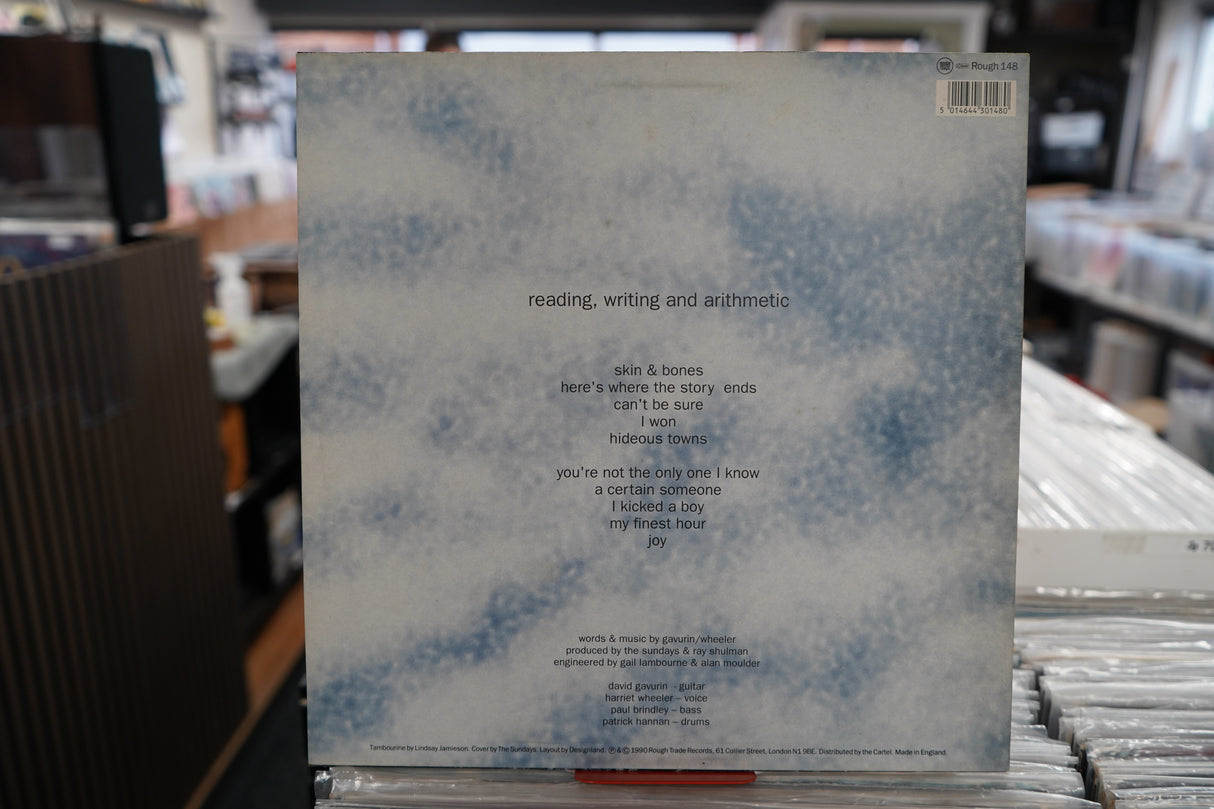 Rough 148
5 014644 301480
reading, writing and arithmetic
skin & bones
here's where the story ends
can't be sure
I won
hideous towns
you're not the only one I know
a certain someone
I kicked a boy
my finest hour
joy
words & music by gavurin/wheeler
produced by the sundays & ray shulman
engineered by gail lambourne & alan moulder
david gavurin - guitar
harriet wheeler – voice
paul brindley – bass
patrick hannan – drums
Tambourine by Lindsay Jamieson. Cover by The Sundays. Layout by Designland. ℗ & © 1990 Rough Trade Records, 61 Collier Street, London N1 9BE. Distributed by the Cartel. Made in England.
& 70